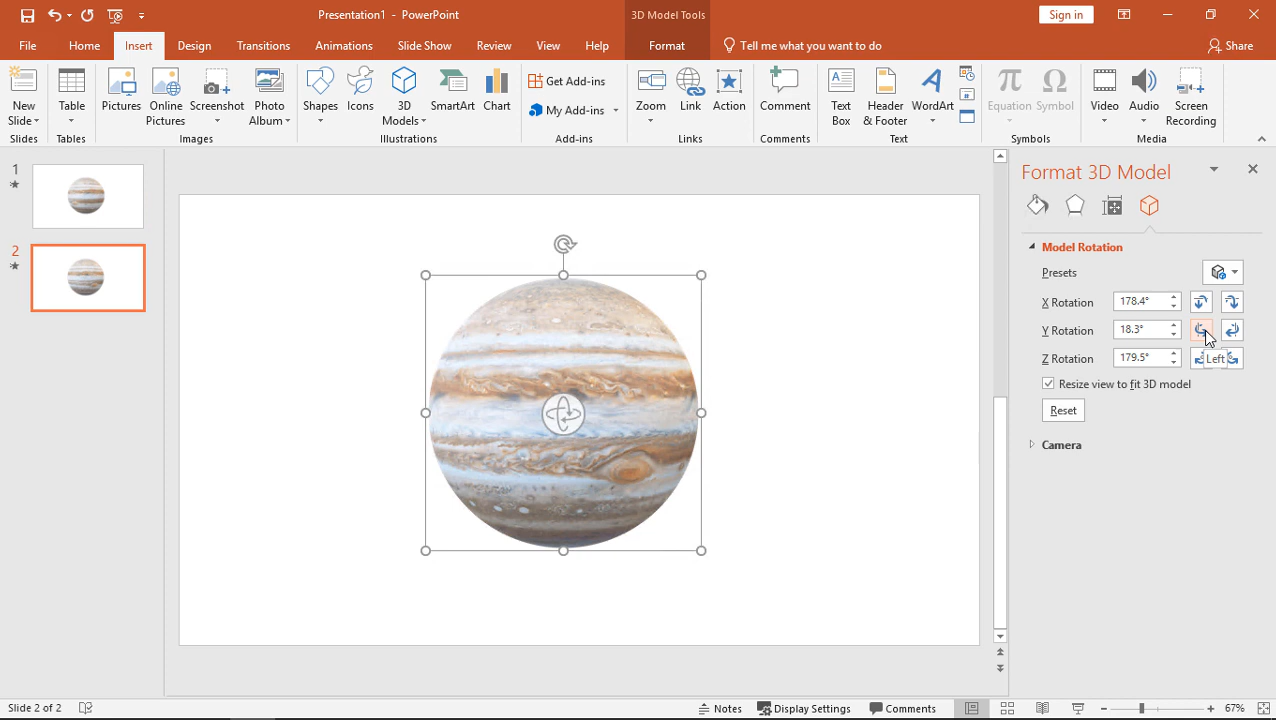 Presentation1 - PowerPoint
3D Model Tools
Sign in
File Home Insert Design Transitions Animations Slide Show Review View Help Format Tell me what you want to do Share
New Slide
Table
Pictures
Online Pictures
Screenshot
Photo Album
Shapes
Icons
3D Models
SmartArt
Chart
Get Add-ins
My Add-ins
Zoom
Link
Action
Comment
Text Box
Header & Footer
WordArt
Equation
Symbol
Video
Audio
Screen Recording
Slides Tables Images Illustrations Add-ins Links Comments Text Symbols Media
1
2
Format 3D Model
Model Rotation
Presets
X Rotation 178.4°
Y Rotation 18.3°
Z Rotation 179.5°
Left
Resize view to fit 3D model
Reset
Camera
Slide 2 of 2
Notes
Display Settings
Comments
67%